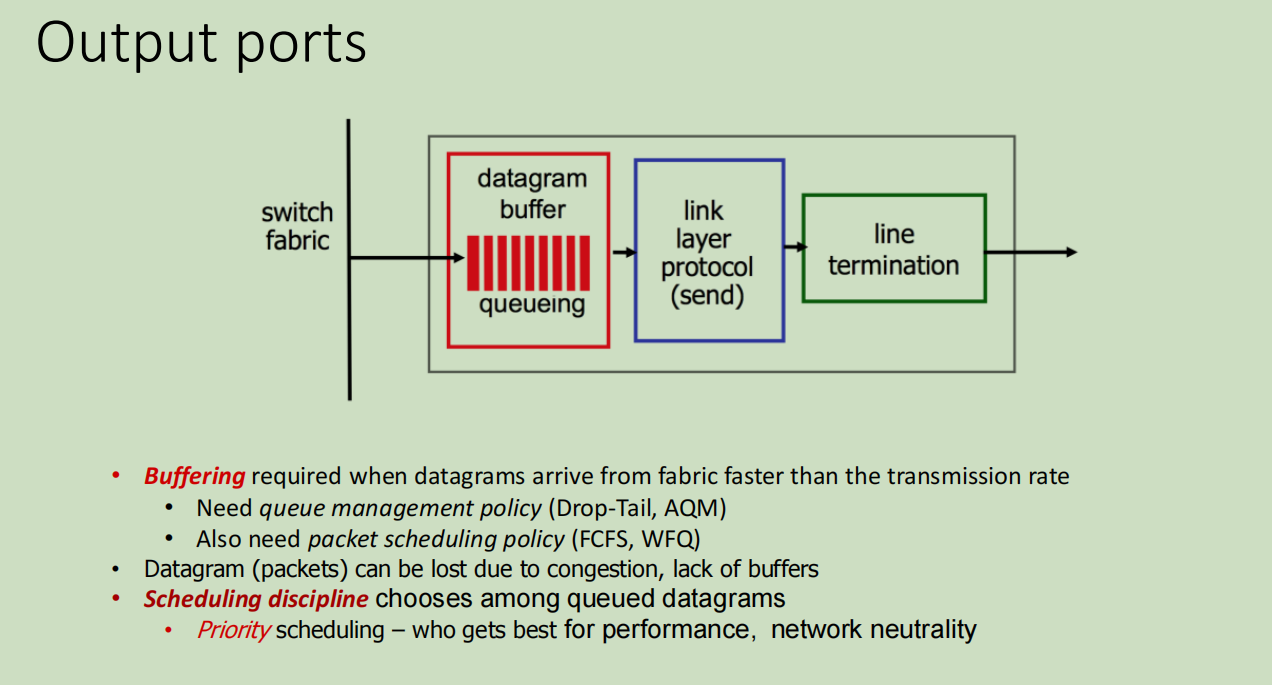 Output ports
switch
fabric
datagram
buffer
queueing
link
layer
protocol
(send)
line
termination
• Buffering required when datagrams arrive from fabric faster than the transmission rate
• Need queue management policy (Drop-Tail, AQM)
• Also need packet scheduling policy (FCFS, WFQ)
• Datagram (packets) can be lost due to congestion, lack of buffers
• Scheduling discipline chooses among queued datagrams
• Priority scheduling – who gets best for performance, network neutrality